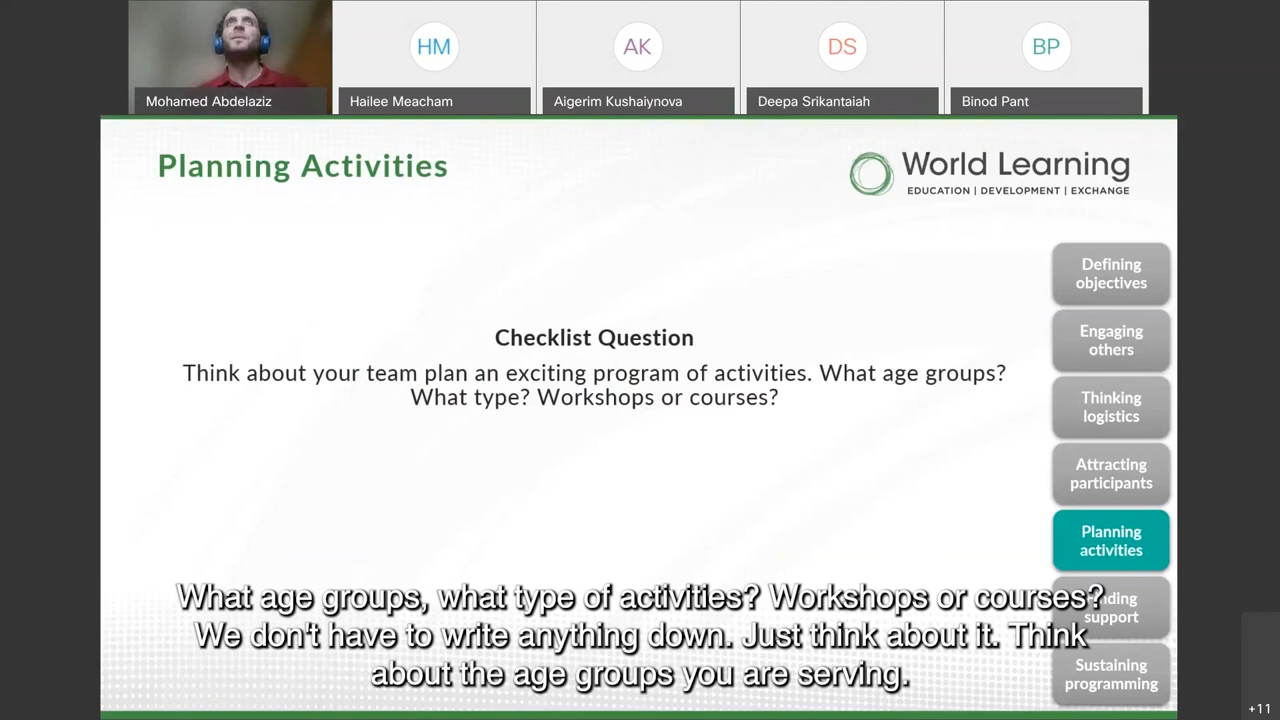 HM
AK
DS
BP
Mohamed Abdelaziz
Hailee Meacham
Aigerim Kushaiynova
Deepa Srikantaiah
Binod Pant
Planning Activities
World Learning
EDUCATION | DEVELOPMENT | EXCHANGE
Defining
objectives
Engaging
others
Thinking
logistics
Attracting
participants
Planning
activities
support
Sustaining
programming
Checklist Question
Think about your team plan an exciting program of activities. What age groups?
What type? Workshops or courses?
What age groups, what type of activities? Workshops or courses?
We don't have to write anything down. Just think about it. Think
about the age groups you are serving.
+11